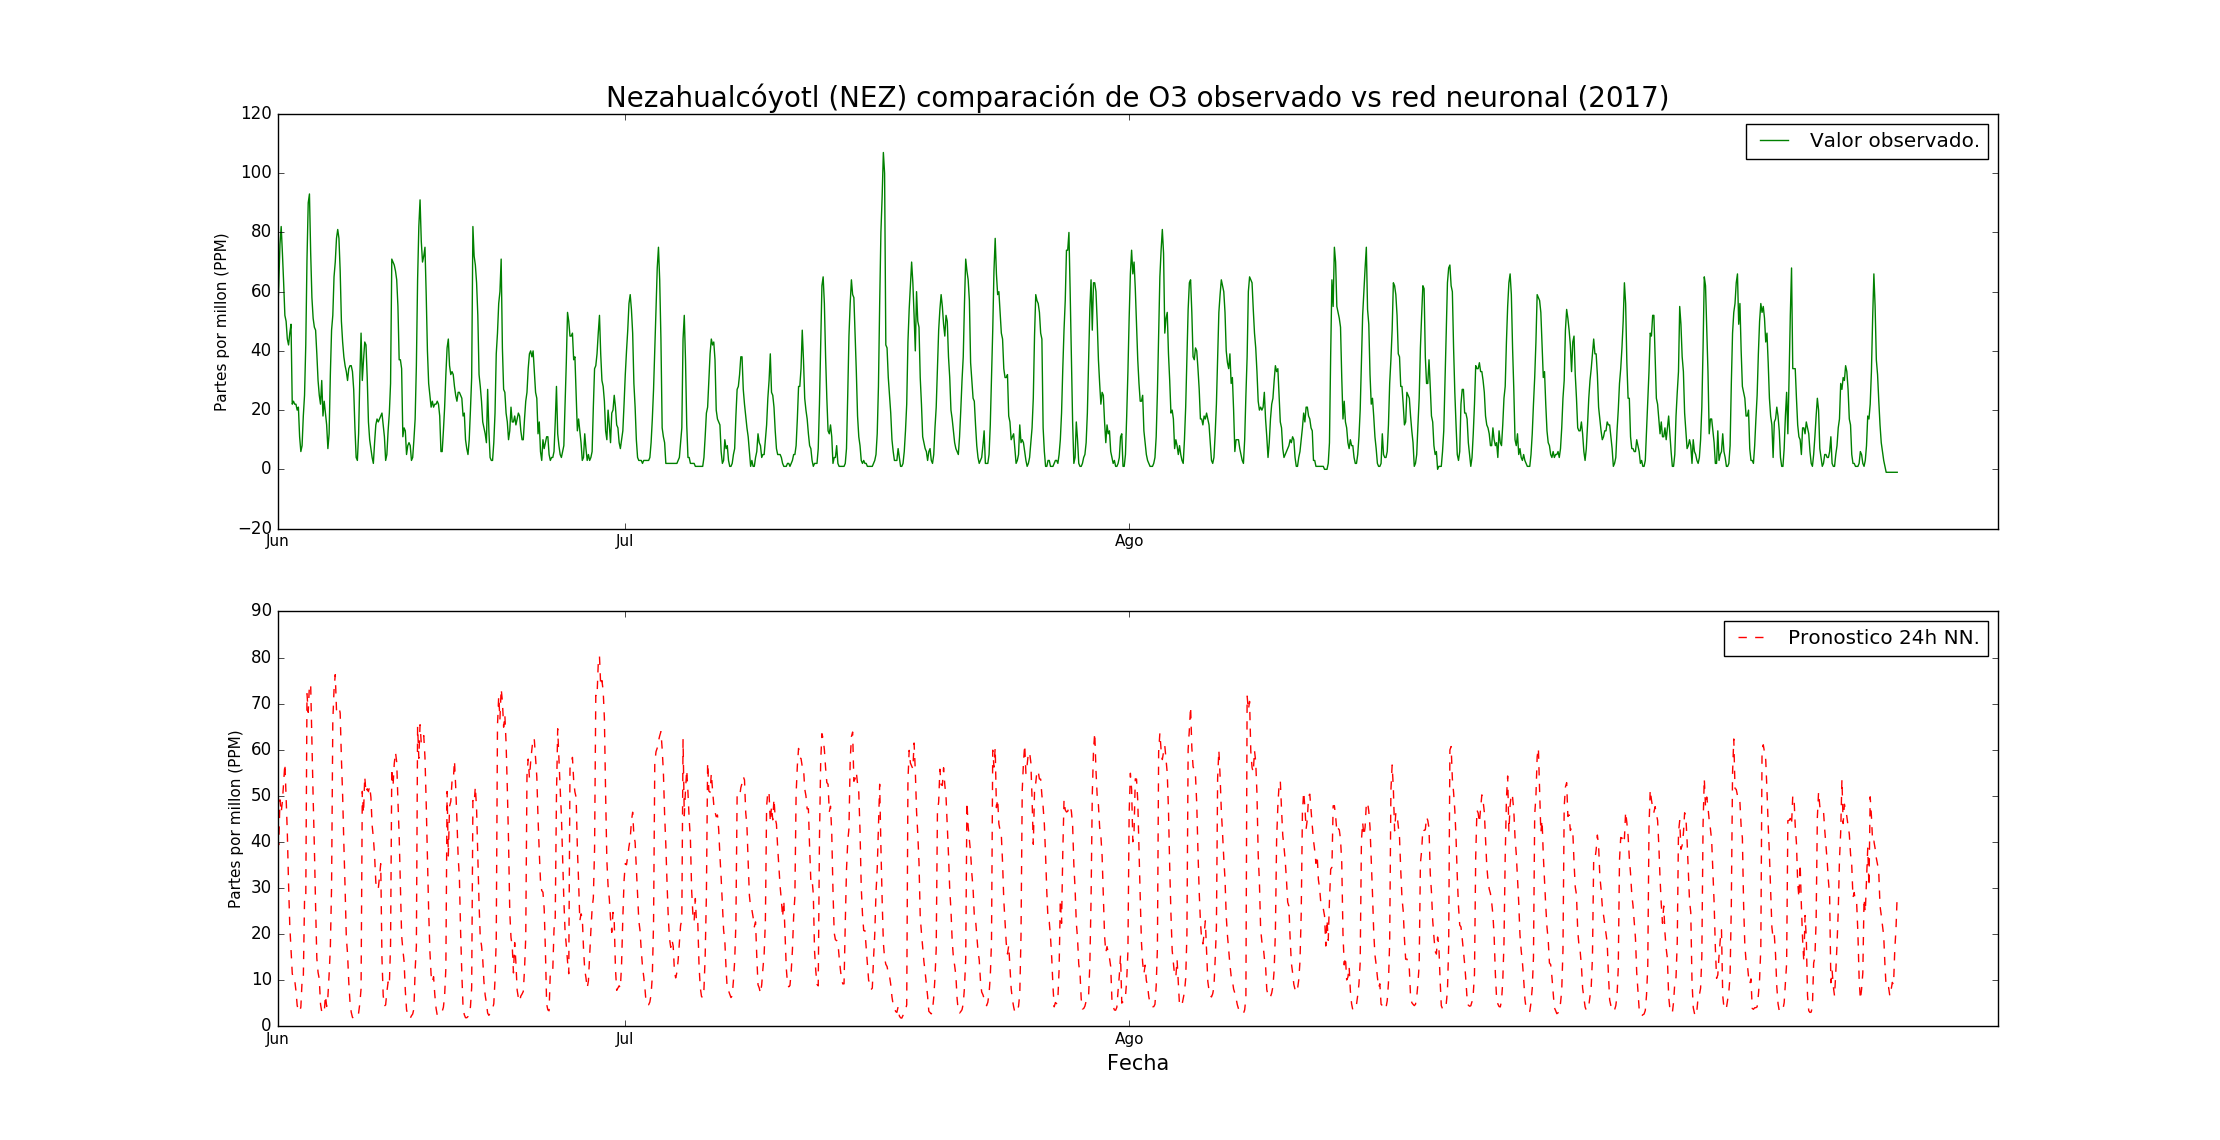 Nezahualcóyotl (NEZ) comparación de O3 observado vs red neuronal (2017)
120
100
80
60
40
20
0
−20
Partes por millon (PPM)
Valor observado.
Jun
Jul
Ago
90
80
70
60
50
40
30
20
10
0
Partes por millon (PPM)
Pronostico 24h NN.
Jun
Jul
Ago
Fecha